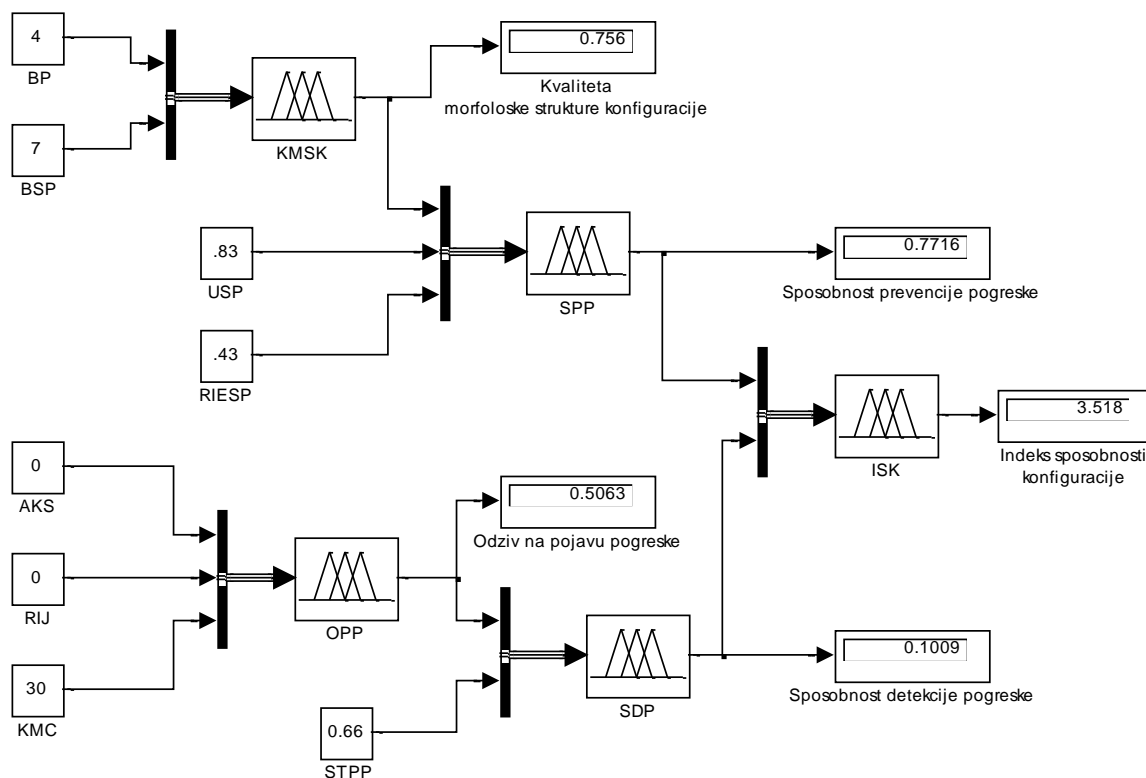 4
BP
0.756
Kvaliteta
morfoloske strukture konfiguracije
KMSK
7
BSP
.83
USP
SPP
0.7716
Sposobnost prevencije pogreske
.43
RIESP
3.518
Indeks sposobnosti
konfiguracije
ISK
0
AKS
0.5063
Odziv na pojavu pogreske
0
RIJ
OPP
0.1009
Sposobnost detekcije pogreske
30
KMC
SDP
0.66
STPP